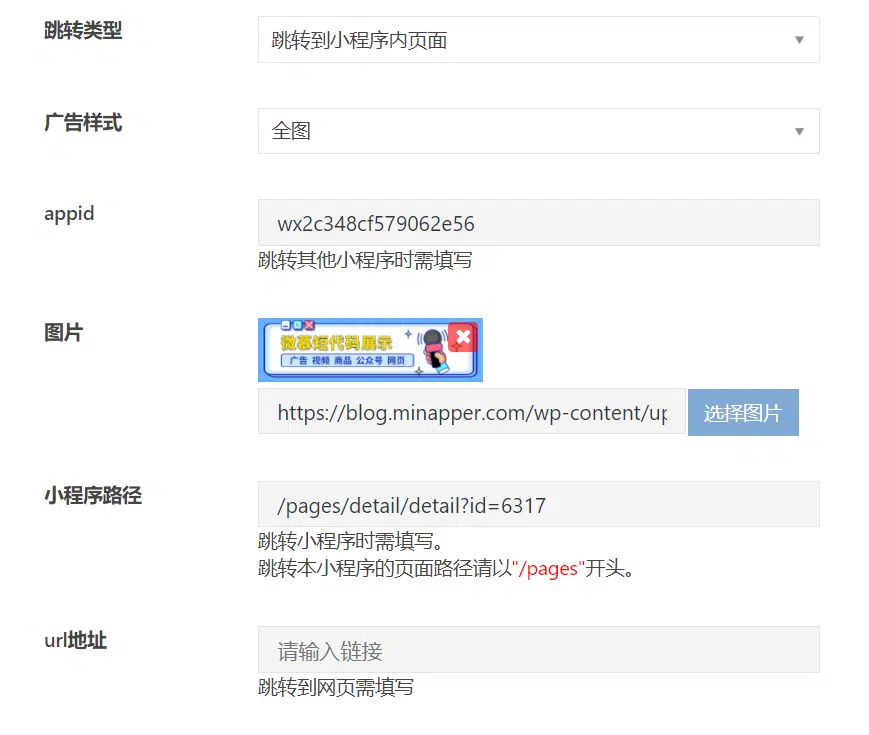 跳转类型
跳转到小程序内页面
广告样式
全图
appid
wx2c348cf579062e56
跳转其他小程序时需填写
图片
微慕短代码展示
广告 视频 商品 公众号 网页
https://blog.minapper.com/wp-content/up
选择图片
小程序路径
/pages/detail/detail?id=6317
跳转小程序时需填写。
跳转本小程序的页面路径请以"/pages"开头。
url地址
请输入链接
跳转到网页需填写